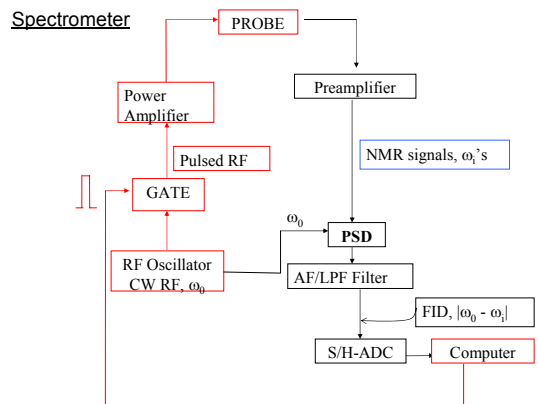 Spectrometer
PROBE
Preamplifier
Power
Amplifier
Pulsed RF
NMR signals, ωi's
GATE
ω0
PSD
RF Oscillator
CW RF, ω0
AF/LPF Filter
FID, |ω0 - ωi|
S/H-ADC
Computer